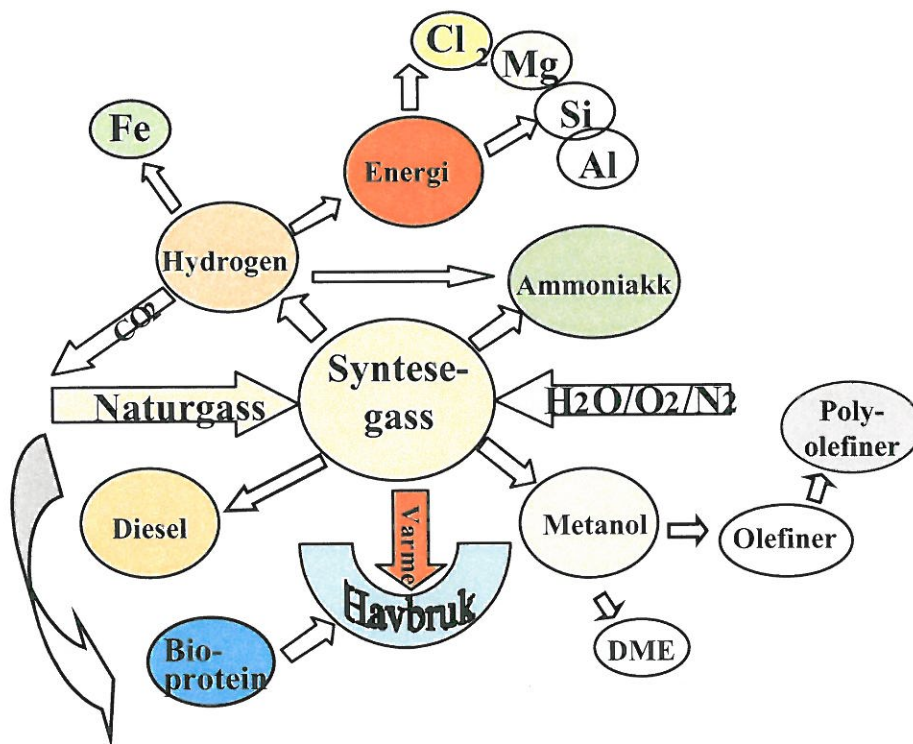 Cl2
Mg
Si
Al
Fe
Energi
Hydrogen
Ammoniakk
CO2
Syntese-
gass
Naturgass
H2O/O2/N2
Poly-
olefiner
Diesel
Varme
Metanol
Olefiner
Havbruk
Bio-
protein
DME